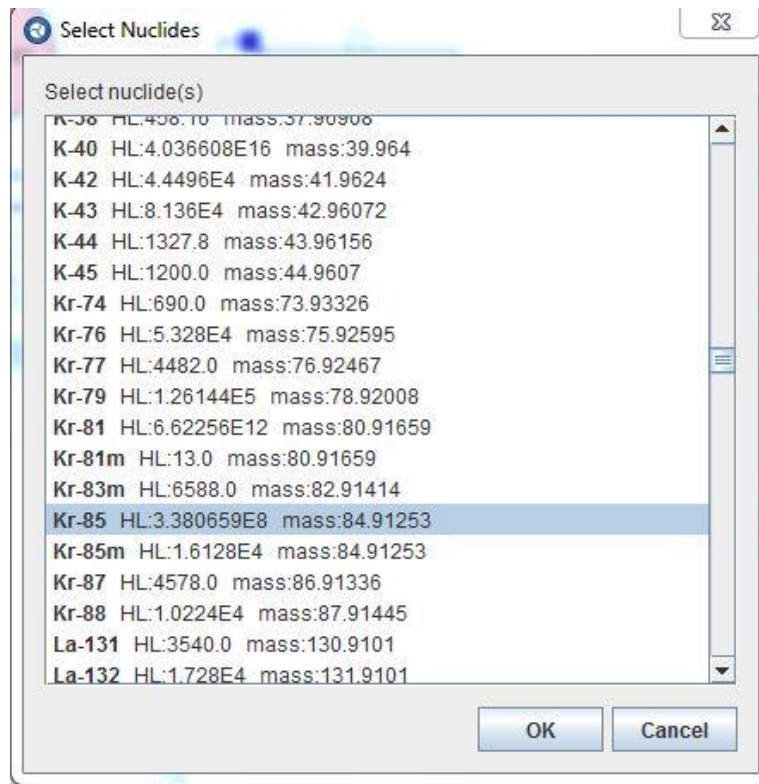 Select Nuclides
Select nuclide(s)
K-38 HL:458.16 mass:37.96908
K-40 HL:4.036608E16 mass:39.964
K-42 HL:4.4496E4 mass:41.9624
K-43 HL:8.136E4 mass:42.96072
K-44 HL:1327.8 mass:43.96156
K-45 HL:1200.0 mass:44.9607
Kr-74 HL:690.0 mass:73.93326
Kr-76 HL:5.328E4 mass:75.92595
Kr-77 HL:4482.0 mass:76.92467
Kr-79 HL:1.26144E5 mass:78.92008
Kr-81 HL:6.62256E12 mass:80.91659
Kr-81m HL:13.0 mass:80.91659
Kr-83m HL:6588.0 mass:82.91414
Kr-85 HL:3.380659E8 mass:84.91253
Kr-85m HL:1.6128E4 mass:84.91253
Kr-87 HL:4578.0 mass:86.91336
Kr-88 HL:1.0224E4 mass:87.91445
La-131 HL:3540.0 mass:130.9101
La-132 HL:1.728E4 mass:131.9101
OK Cancel